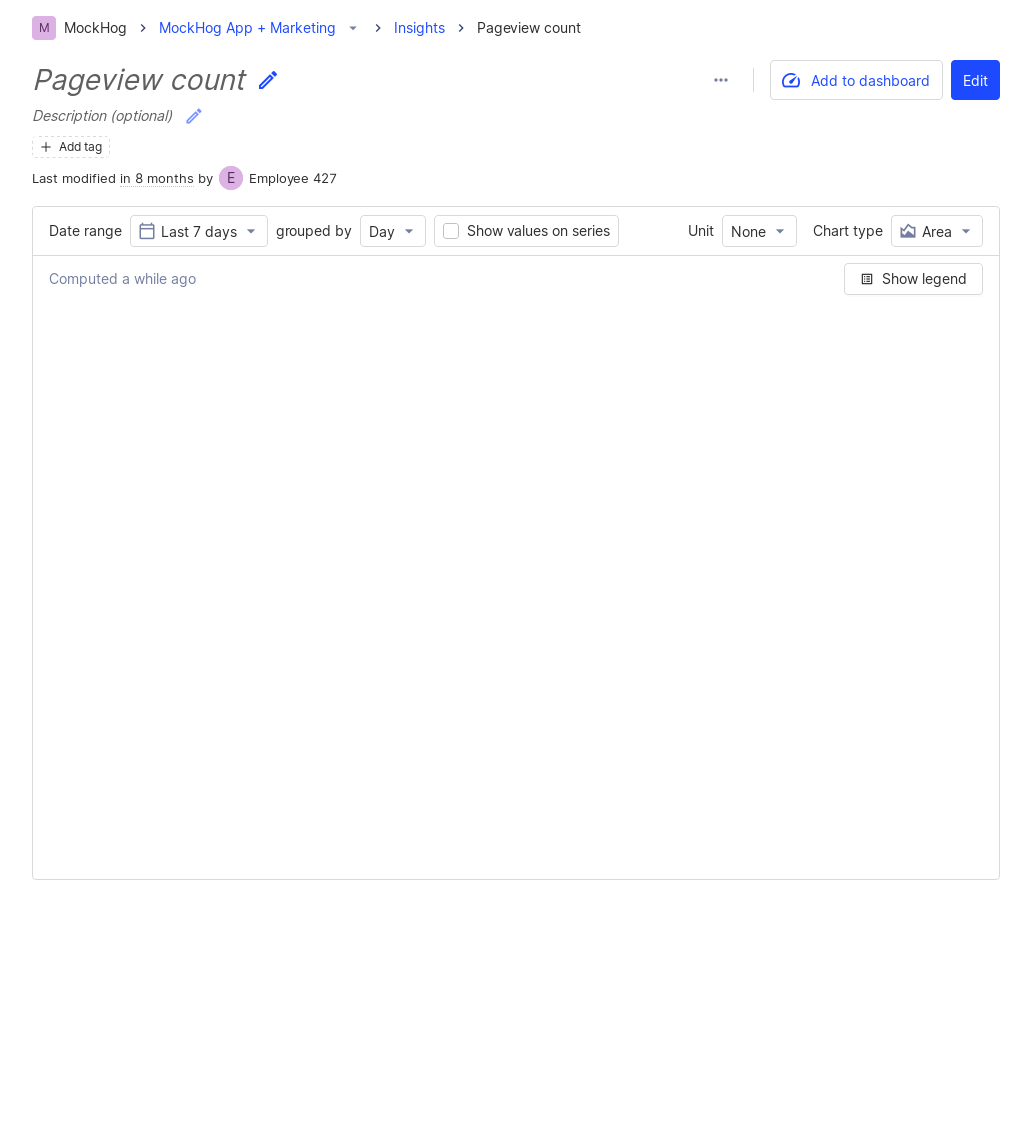 M MockHog MockHog App + Marketing Insights Pageview count
Pageview count
Add to dashboard Edit
Description (optional)
Add tag
Last modified in 8 months by E Employee 427
Date range Last 7 days grouped by Day Show values on series Unit None Chart type Area
Computed a while ago Show legend